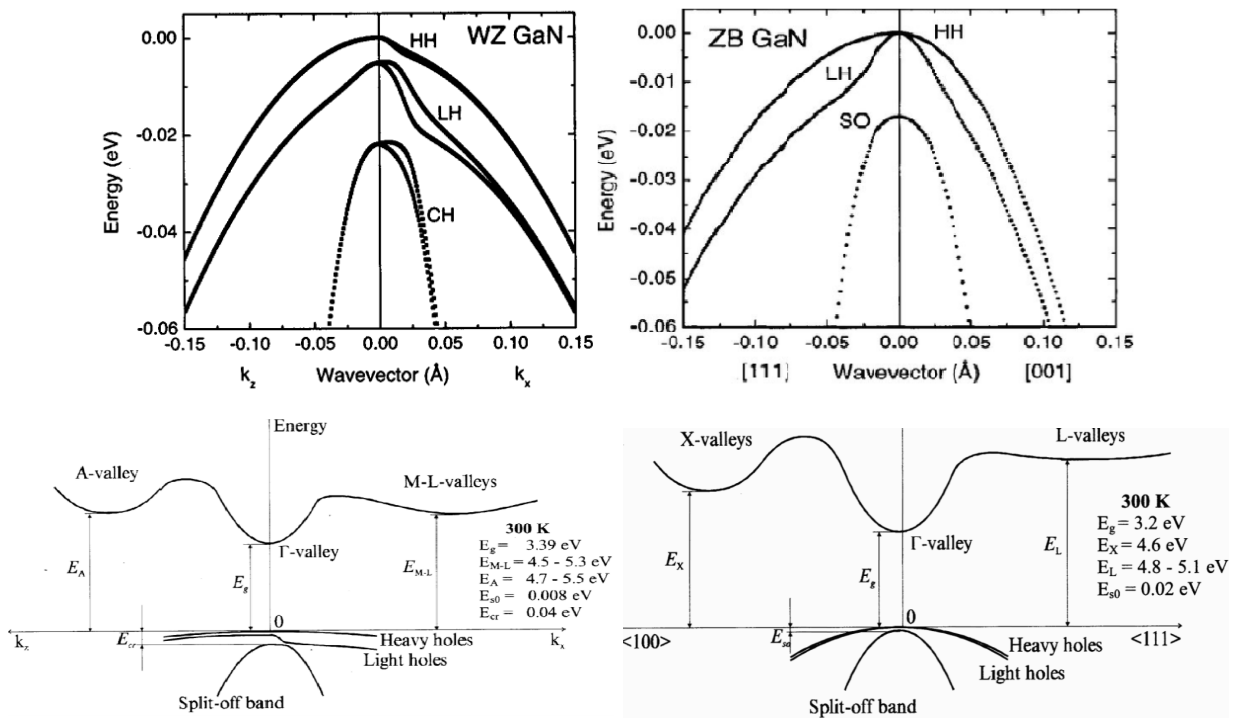 WZ GaN
HH
LH
CH
Energy (eV)
0.00
-0.02
-0.04
-0.06
-0.15 -0.10 -0.05 0.00 0.05 0.10 0.15
k_z Wavevector (Å) k_x
ZB GaN
HH
LH
SO
Energy (eV)
0.00
-0.01
-0.02
-0.03
-0.04
-0.05
-0.06
-0.15 -0.10 -0.05 0.00 0.05 0.10 0.15
[111] Wavevector (Å) [001]
Energy
A-valley
M-L-valleys
Γ-valley
300 K
E_g = 3.39 eV
E_M-L = 4.5 - 5.3 eV
E_A = 4.7 - 5.5 eV
E_s0 = 0.008 eV
E_cr = 0.04 eV
E_A
E_g
E_M-L
0
E_cr
k_z
k_x
Heavy holes
Light holes
Split-off band
X-valleys
L-valleys
Γ-valley
300 K
E_g = 3.2 eV
E_X = 4.6 eV
E_L = 4.8 - 5.1 eV
E_s0 = 0.02 eV
E_X
E_g
E_L
0
E_so
<100>
<111>
Heavy holes
Light holes
Split-off band